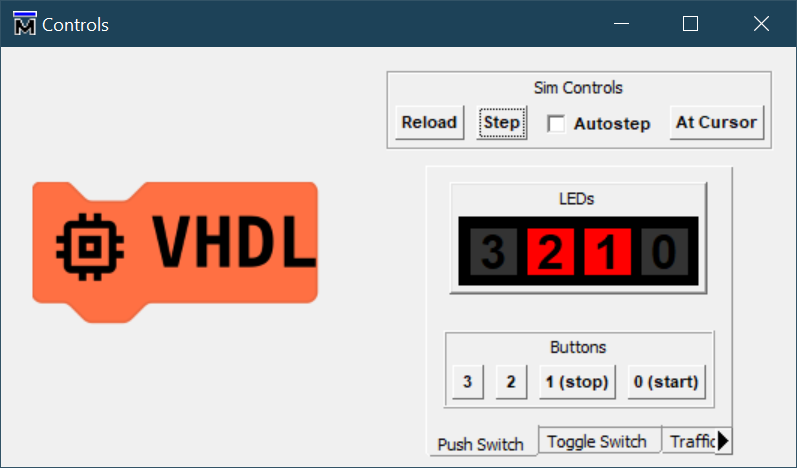 Controls
Sim Controls
Reload Step Autostep At Cursor
VHDL
LEDs
3 2 1 0
Buttons
3 2 1 (stop) 0 (start)
Push Switch Toggle Switch Traffic